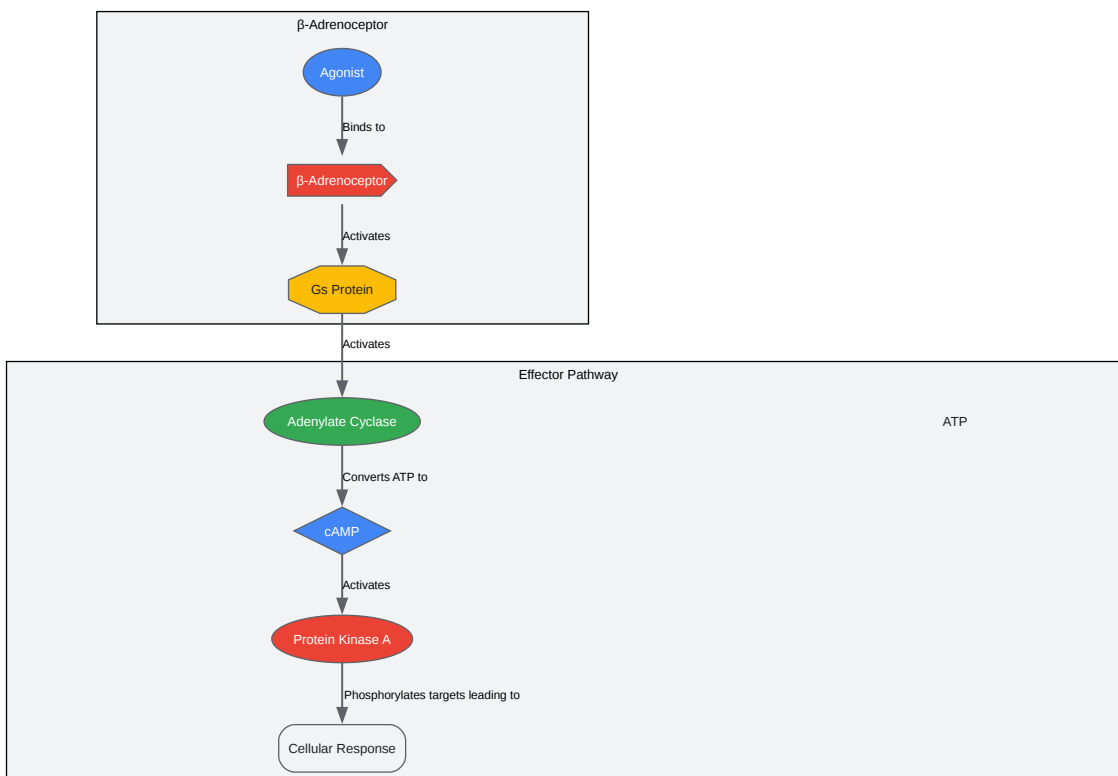 β-Adrenoceptor
Agonist
Binds to
β-Adrenoceptor
Activates
Gs Protein
Activates
Effector Pathway
Adenylate Cyclase
ATP
Converts ATP to
cAMP
Activates
Protein Kinase A
Phosphorylates targets leading to
Cellular Response